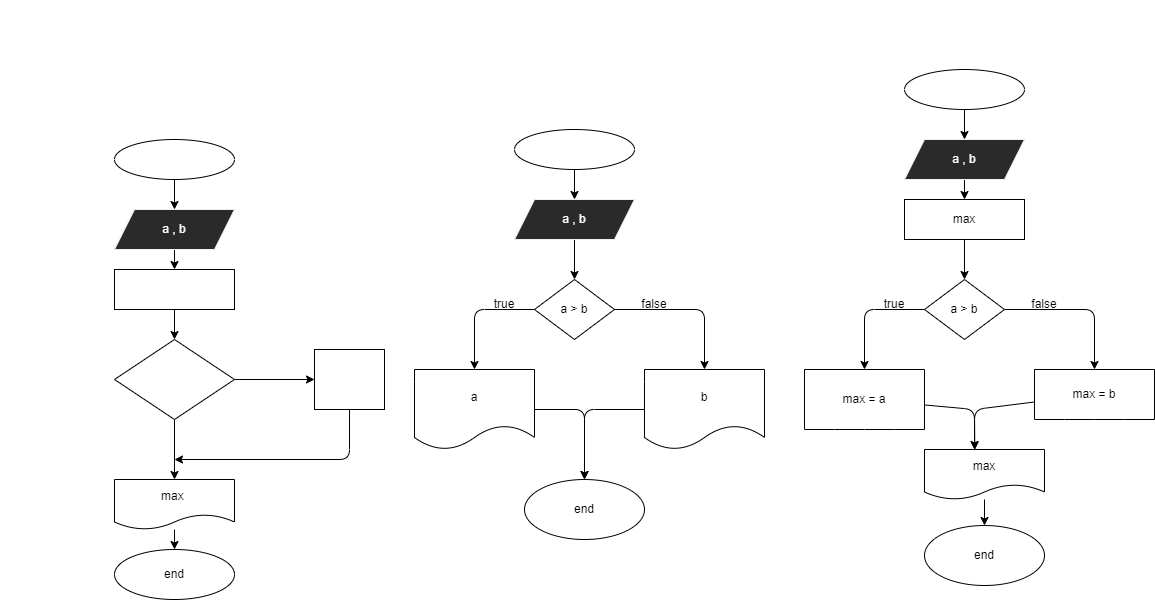 a , b
max
end
a , b
true
a > b
false
a
b
end
a , b
max
true
a > b
false
max = a
max = b
max
end